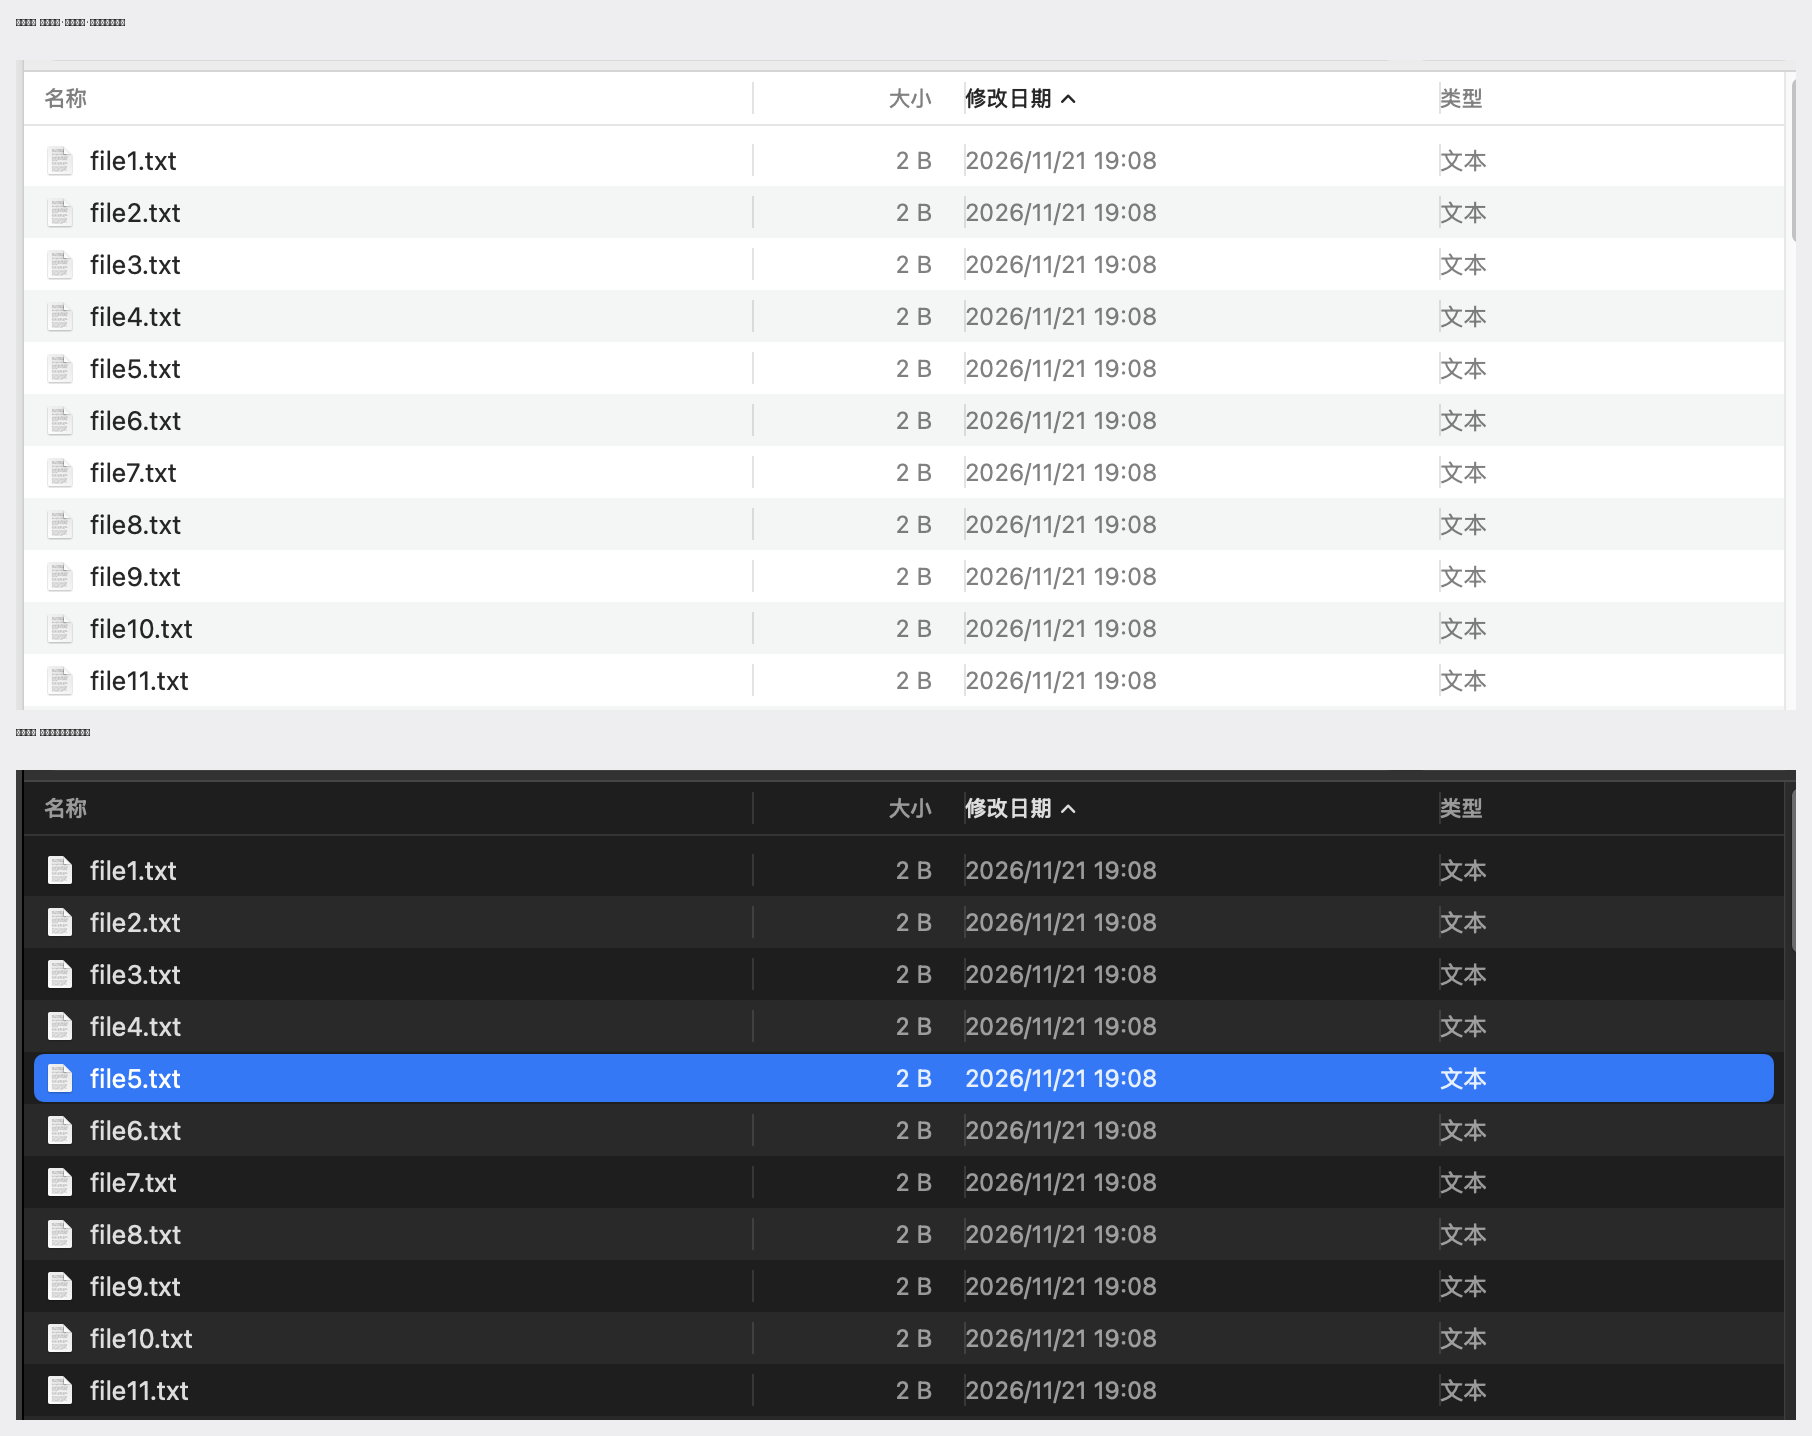 名称 大小 修改日期 类型
file1.txt 2 B 2026/11/21 19:08 文本
file2.txt 2 B 2026/11/21 19:08 文本
file3.txt 2 B 2026/11/21 19:08 文本
file4.txt 2 B 2026/11/21 19:08 文本
file5.txt 2 B 2026/11/21 19:08 文本
file6.txt 2 B 2026/11/21 19:08 文本
file7.txt 2 B 2026/11/21 19:08 文本
file8.txt 2 B 2026/11/21 19:08 文本
file9.txt 2 B 2026/11/21 19:08 文本
file10.txt 2 B 2026/11/21 19:08 文本
file11.txt 2 B 2026/11/21 19:08 文本
名称 大小 修改日期 类型
file1.txt 2 B 2026/11/21 19:08 文本
file2.txt 2 B 2026/11/21 19:08 文本
file3.txt 2 B 2026/11/21 19:08 文本
file4.txt 2 B 2026/11/21 19:08 文本
file5.txt 2 B 2026/11/21 19:08 文本
file6.txt 2 B 2026/11/21 19:08 文本
file7.txt 2 B 2026/11/21 19:08 文本
file8.txt 2 B 2026/11/21 19:08 文本
file9.txt 2 B 2026/11/21 19:08 文本
file10.txt 2 B 2026/11/21 19:08 文本
file11.txt 2 B 2026/11/21 19:08 文本